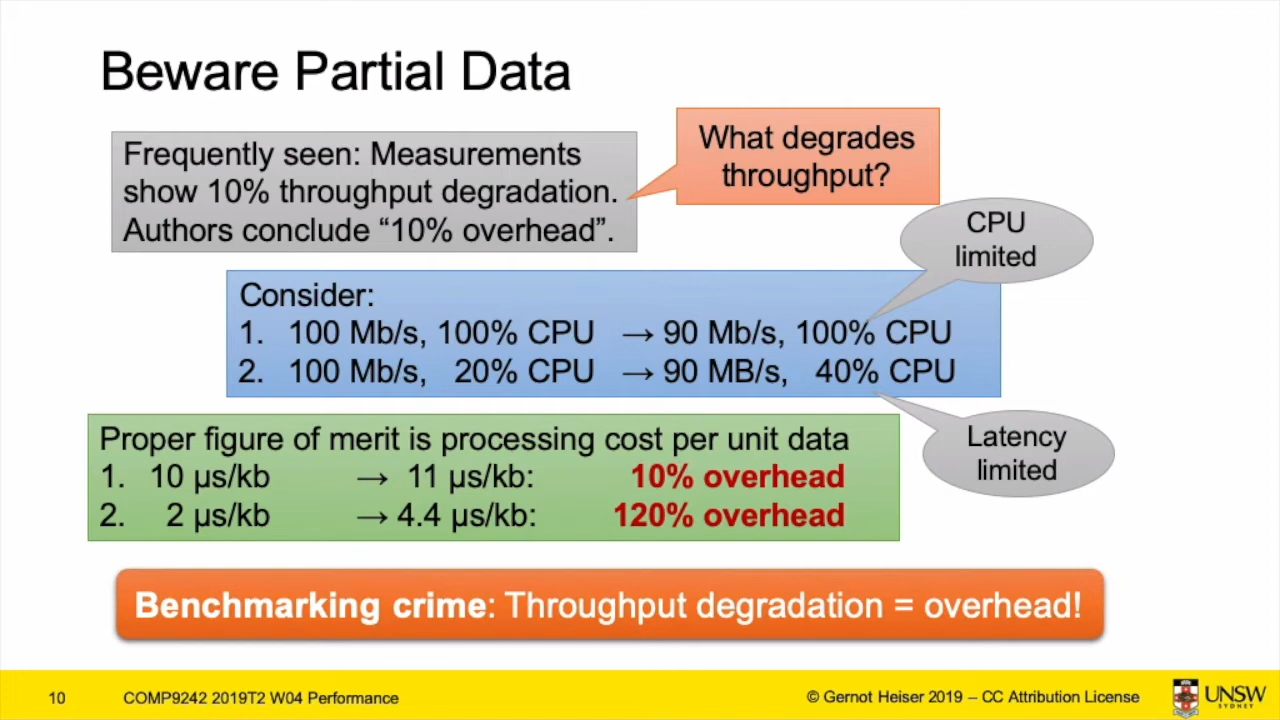 Beware Partial Data
Frequently seen: Measurements
show 10% throughput degradation.
Authors conclude “10% overhead”.
What degrades
throughput?
CPU
limited
Consider:
1. 100 Mb/s, 100% CPU → 90 Mb/s, 100% CPU
2. 100 Mb/s, 20% CPU → 90 MB/s, 40% CPU
Latency
limited
Proper figure of merit is processing cost per unit data
1. 10 µs/kb → 11 µs/kb: 10% overhead
2. 2 µs/kb → 4.4 µs/kb: 120% overhead
Benchmarking crime: Throughput degradation = overhead!
10 COMP9242 2019T2 W04 Performance © Gernot Heiser 2019 – CC Attribution License
UNSW
SYDNEY